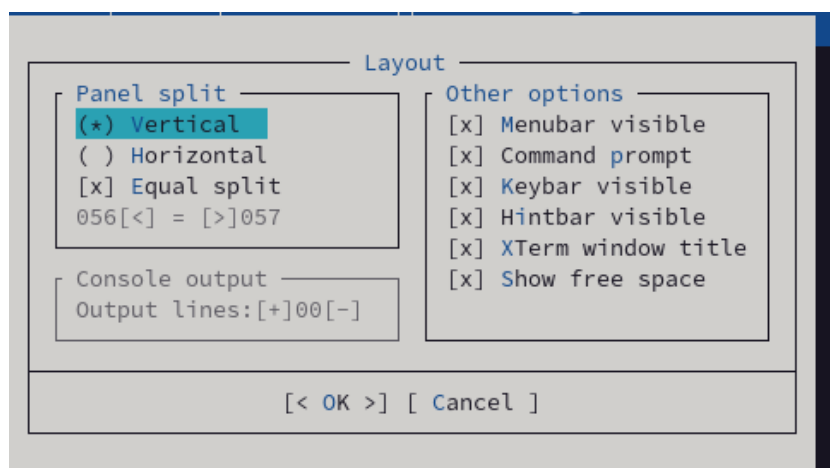 Layout
Panel split
(*) Vertical
( ) Horizontal
[x] Equal split
056[<] = [>]057
Console output
Output lines:[+]00[-]
Other options
[x] Menubar visible
[x] Command prompt
[x] Keybar visible
[x] Hintbar visible
[x] XTerm window title
[x] Show free space
[< OK >] [ Cancel ]